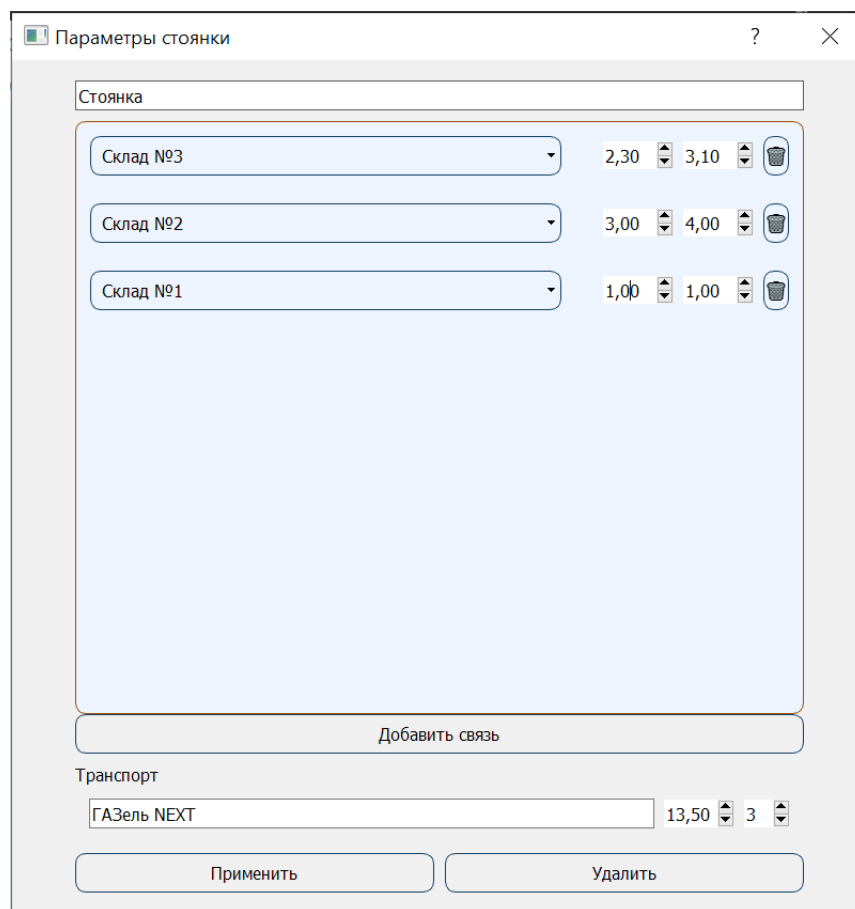 Параметры стоянки ?
Стоянка
Склад №3 2,30 3,10
Склад №2 3,00 4,00
Склад №1 1,00 1,00
Добавить связь
Транспорт
ГАЗель NEXT 13,50 3
Применить Удалить